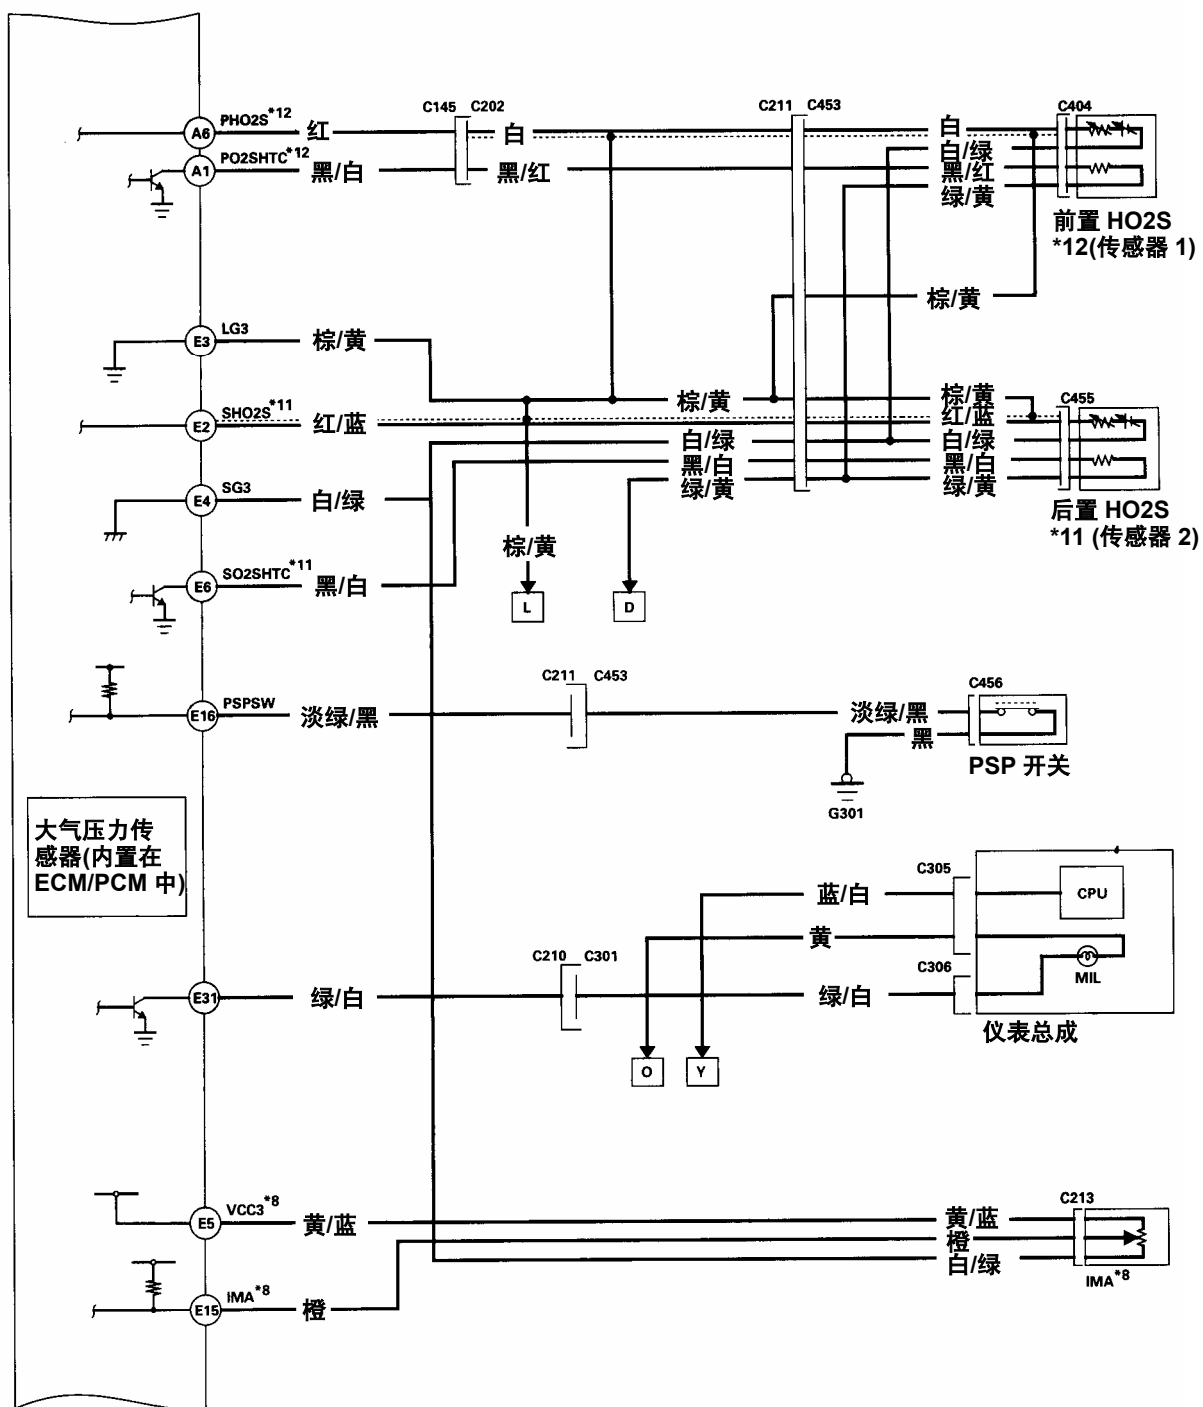 C145 C202
C211 C453
C404
A6 PHO2S*12 红 白 白
白/绿
A1 PO2SHTC*12 黑/白 黑/红 黑/红
绿/黄
前置 HO2S
*12(传感器 1)
棕/黄
E3 LG3 棕/黄
棕/黄 棕/黄 C455
E2 SHO2S*11 红/蓝 红/蓝
白/绿 白/绿
黑/白 黑/白
绿/黄 绿/黄
E4 SG3 白/绿
后置 HO2S
*11 (传感器 2)
棕/黄
E6 SO2SHTC*11 黑/白
L D
C211 C453
C456
E16 PSPSW 淡绿/黑 淡绿/黑
黑
PSP 开关
G301
大气压力传
感器(内置在
ECM/PCM 中)
C305
蓝/白 CPU
黄
C210 C301 C306
MIL
E31 绿/白 绿/白
仪表总成
O Y
E5 VCC3*8 黄/蓝 黄/蓝 C213
橙
白/绿
IMA*8
E15 IMA*8 橙